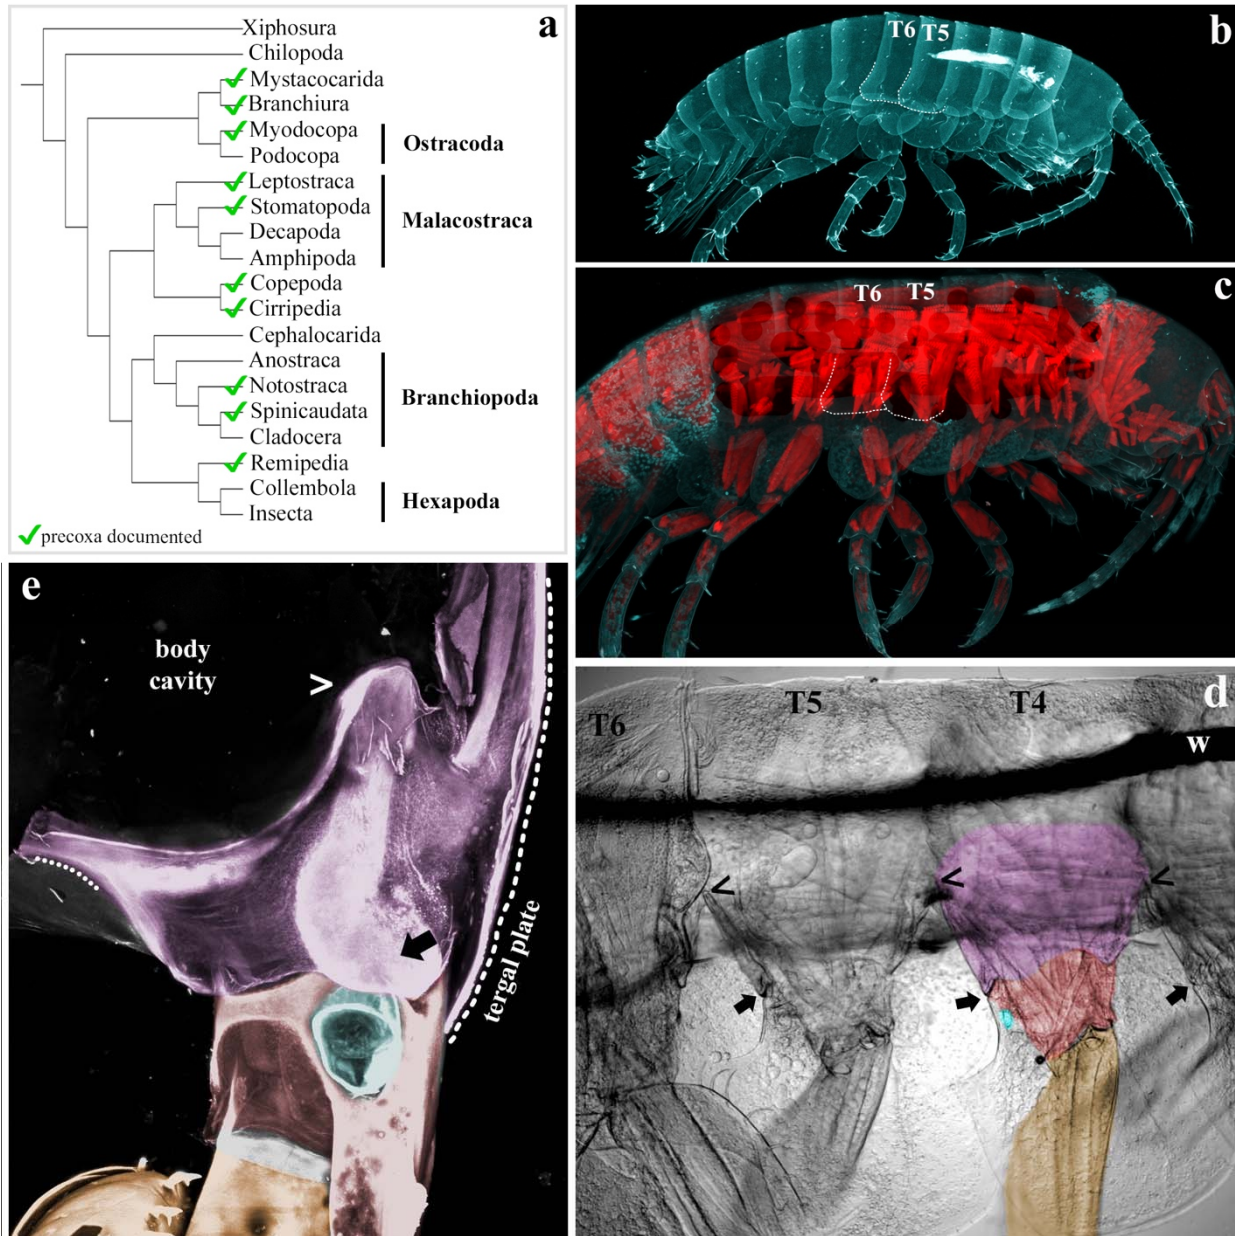 a
Xiphosura
Chilopoda
Mystacocarida
Branchiura
Myodocopa
Podocopa
Ostracoda
Leptostraca
Stomatopoda
Decapoda
Amphipoda
Malacostraca
Copepoda
Cirripedia
Cephalocarida
Anostraca
Notostraca
Spinicaudata
Cladocera
Branchiopoda
Remipedia
Collembola
Insecta
Hexapoda
precoxa documented
b
T6 T5
c
T6 T5
e
body
cavity
>
tergal plate
d
T6 T5 T4
w
< < <